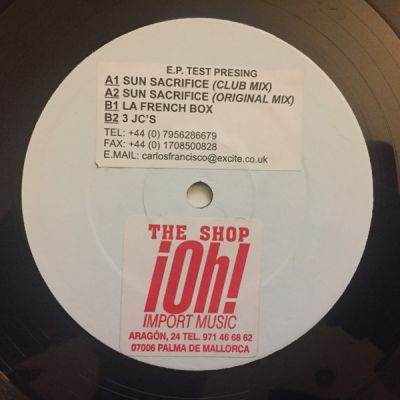 E.P. TEST PRESING
A1 SUN SACRIFICE (CLUB MIX)
A2 SUN SACRIFICE (ORIGINAL MIX)
B1 LA FRENCH BOX
B2 3 JC'S
TEL: +44 (0) 7956286679
FAX: +44 (0) 1708500828
E.MAIL: carlosfrancisco@excite.co.uk
THE SHOP
¡Oh!
IMPORT MUSIC
ARAGÓN, 24 TEL. 971 46 68 62
07006 PALMA DE MALLORCA